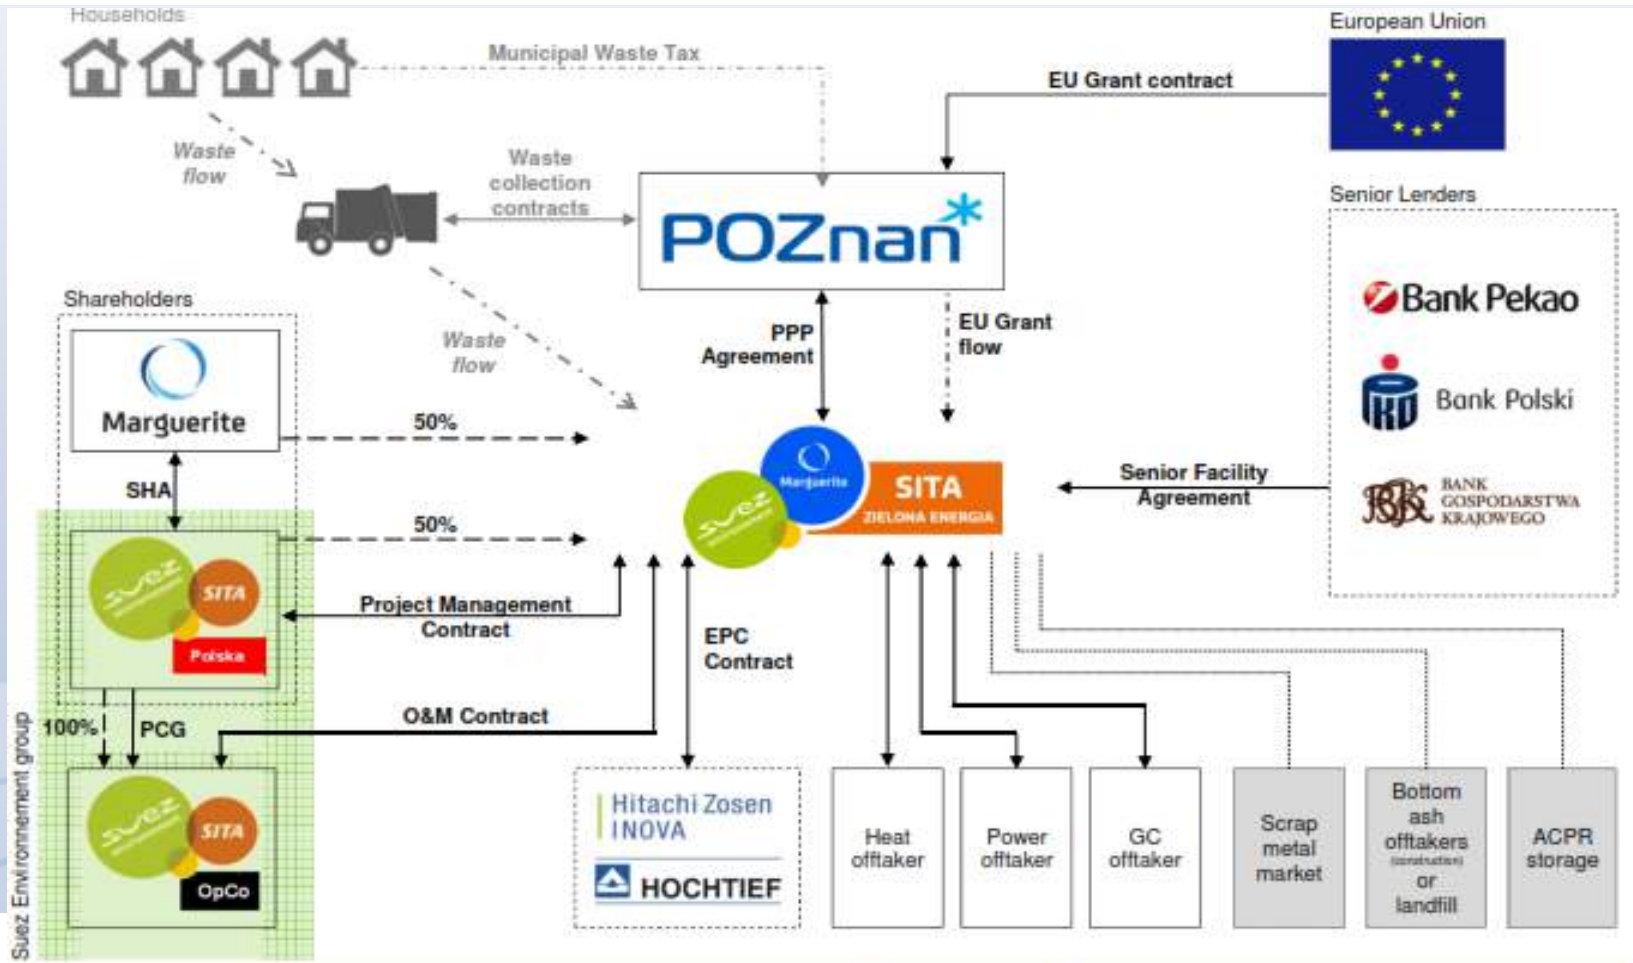 Households
European Union
Municipal Waste Tax
EU Grant contract
Waste
flow
Waste
collection
contracts
POZnan*
Senior Lenders
Bank Pekao
Shareholders
Marguerite
Waste
flow
PPP
Agreement
EU Grant
flow
PKO
Bank Polski
50%
SHA
50%
suez
Marguerite
SITA
ZIELONA ENERGIA
Senior Facility
Agreement
BGK
BANK
GOSPODARSTWA
KRAJOWEGO
suez
SITA
Polska
Project Management
Contract
EPC
Contract
100%
PCG
O&M Contract
Suez Environnement group
suez
SITA
OpCo
Hitachi Zosen
INOVA
HOCHTIEF
Heat
offtaker
Power
offtaker
GC
offtaker
Scrap
metal
market
Bottom
ash
offtakers
(construction)
or
landfill
ACPR
storage